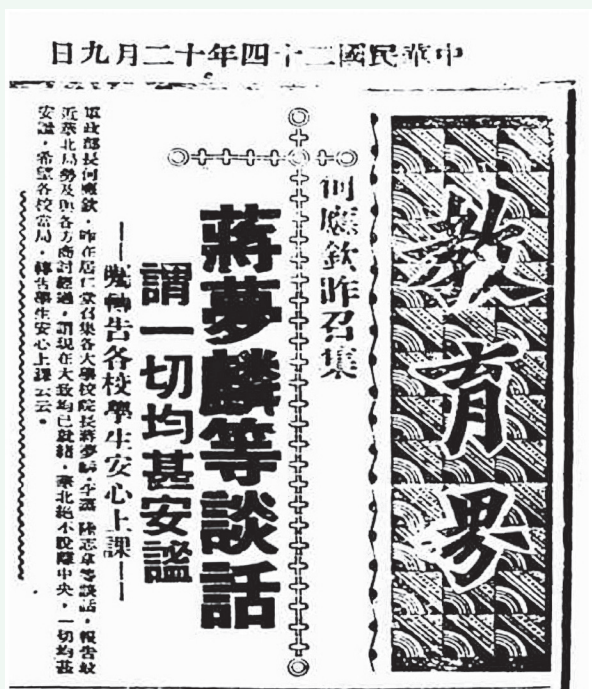 中華民國二十四年十二月九日
教育界
何應欽昨召集
蔣夢麟等談話
謂一切均甚安謐
——囑轉告各校學生安心上課——
軍政部長何應欽，昨在居仁堂召集各大學校院長蔣夢麟，李蒸 陸志韋等談話，報告最
近華北局勢及與各方商討經過，謂現在大致均已就緒，華北絕不脫離中央，一切均甚
安謐，希望各校當局，轉告學生安心上課云云。